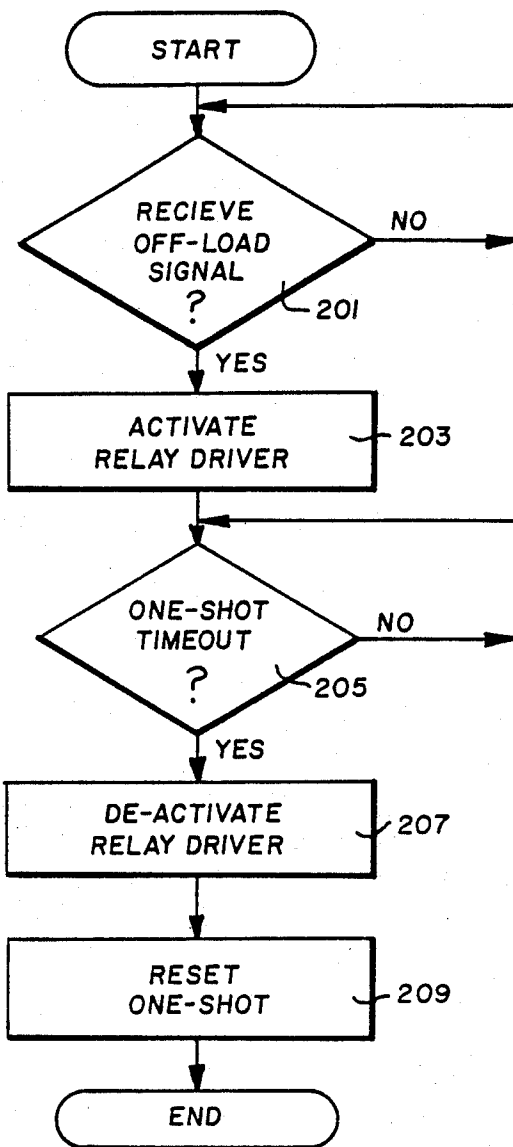 START
RECIEVE
OFF-LOAD
SIGNAL
?
NO
201
YES
ACTIVATE
RELAY DRIVER
203
ONE-SHOT
TIMEOUT
?
NO
205
YES
DE-ACTIVATE
RELAY DRIVER
207
RESET
ONE-SHOT
209
END